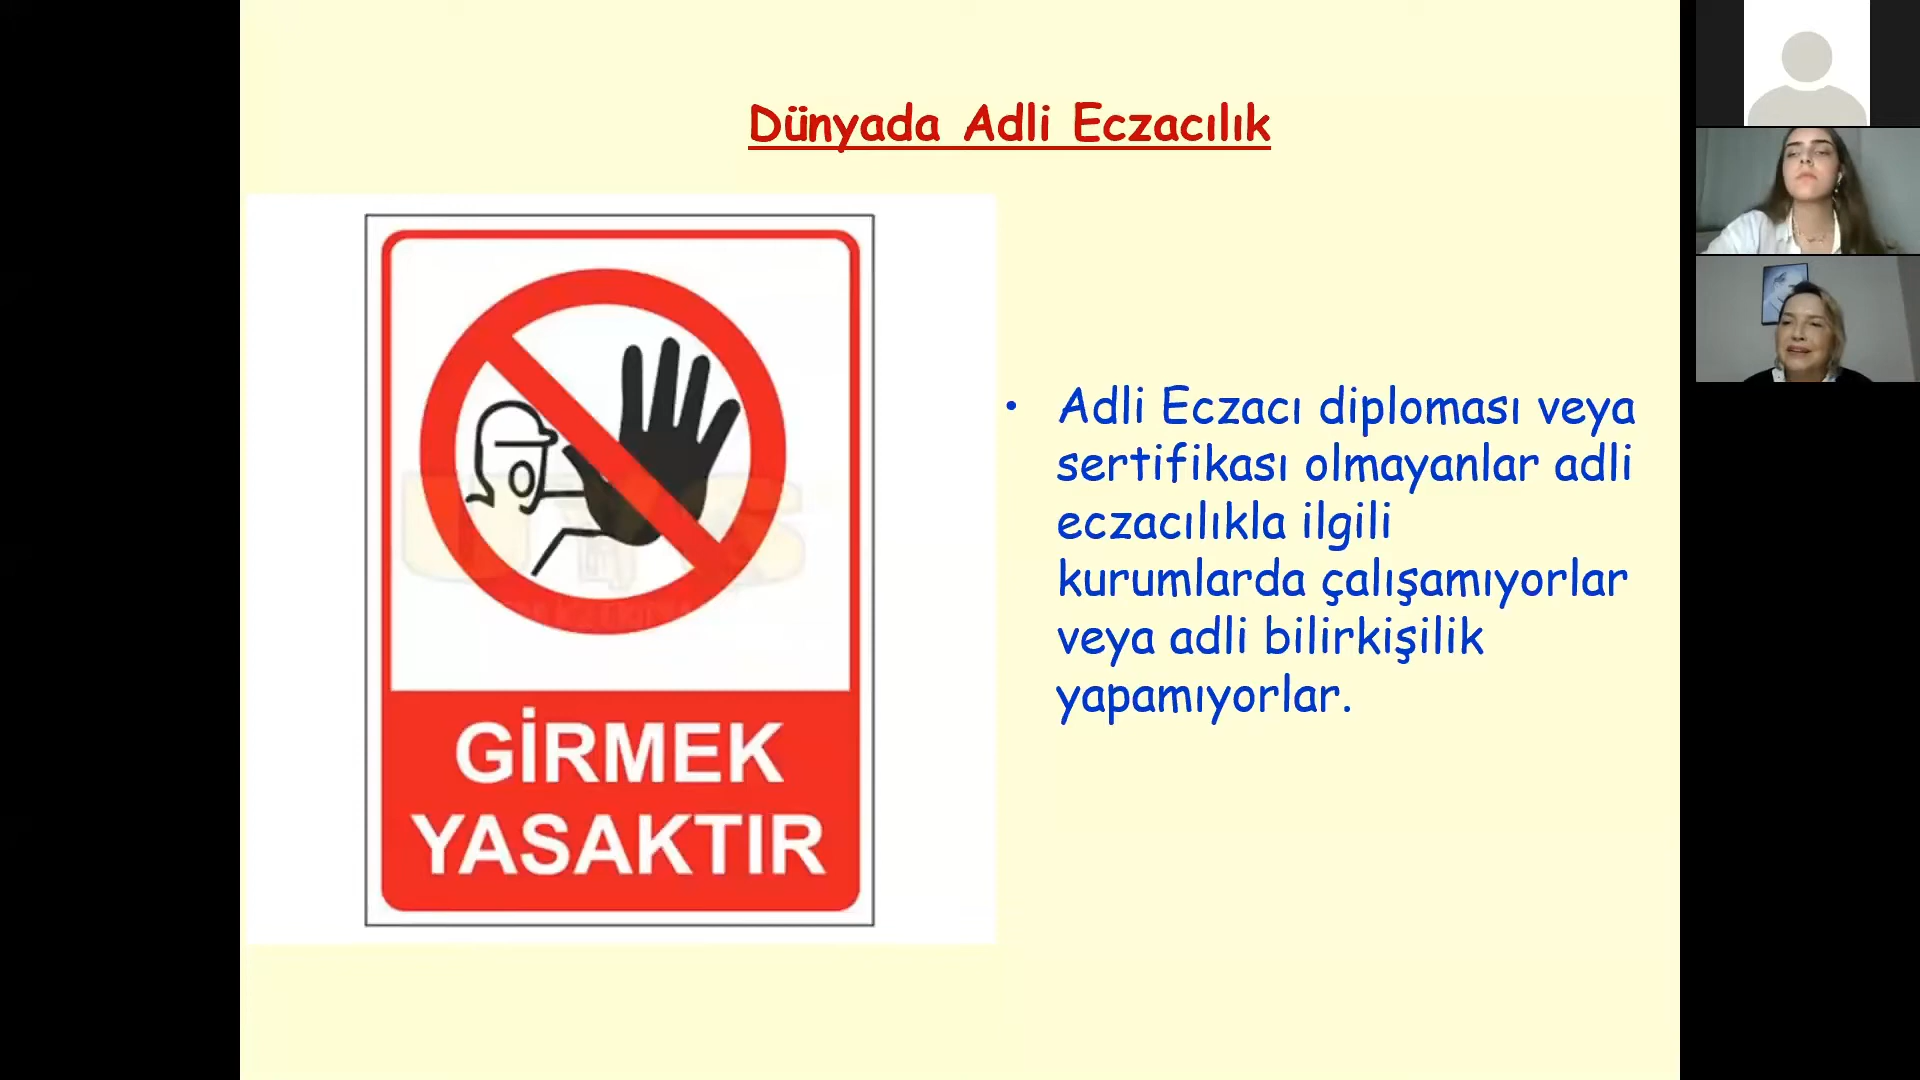 Dünyada Adli Eczacılık
GİRMEK
YASAKTIR
• Adli Eczacı diploması veya
sertifikası olmayanlar adli
eczacılıkla ilgili
kurumlarda çalışamıyorlar
veya adli bilirkişilik
yapamıyorlar.